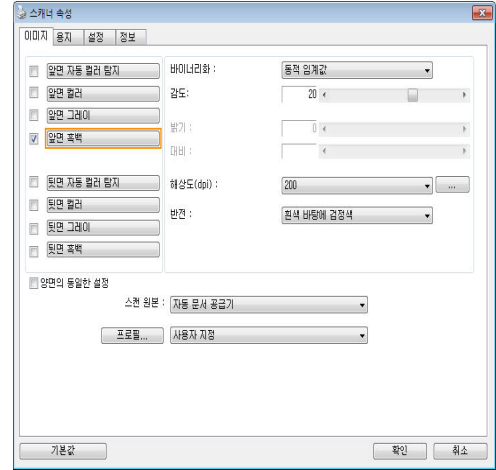 스캐너 속성
이미지 용지 설정 정보
앞면 자동 컬러 탐지
앞면 컬러
앞면 그레이
앞면 흑백
뒷면 자동 컬러 탐지
뒷면 컬러
뒷면 그레이
뒷면 흑백
바이너리화 : 동적 임계값
감도: 20
밝기 : 0
대비 :
해상도(dpi) : 200 ...
반전 : 흰색 바탕에 검정색
양면의 동일한 설정
스캔 원본 : 자동 문서 공급기
프로필... 사용자 지정
기본값 확인 취소